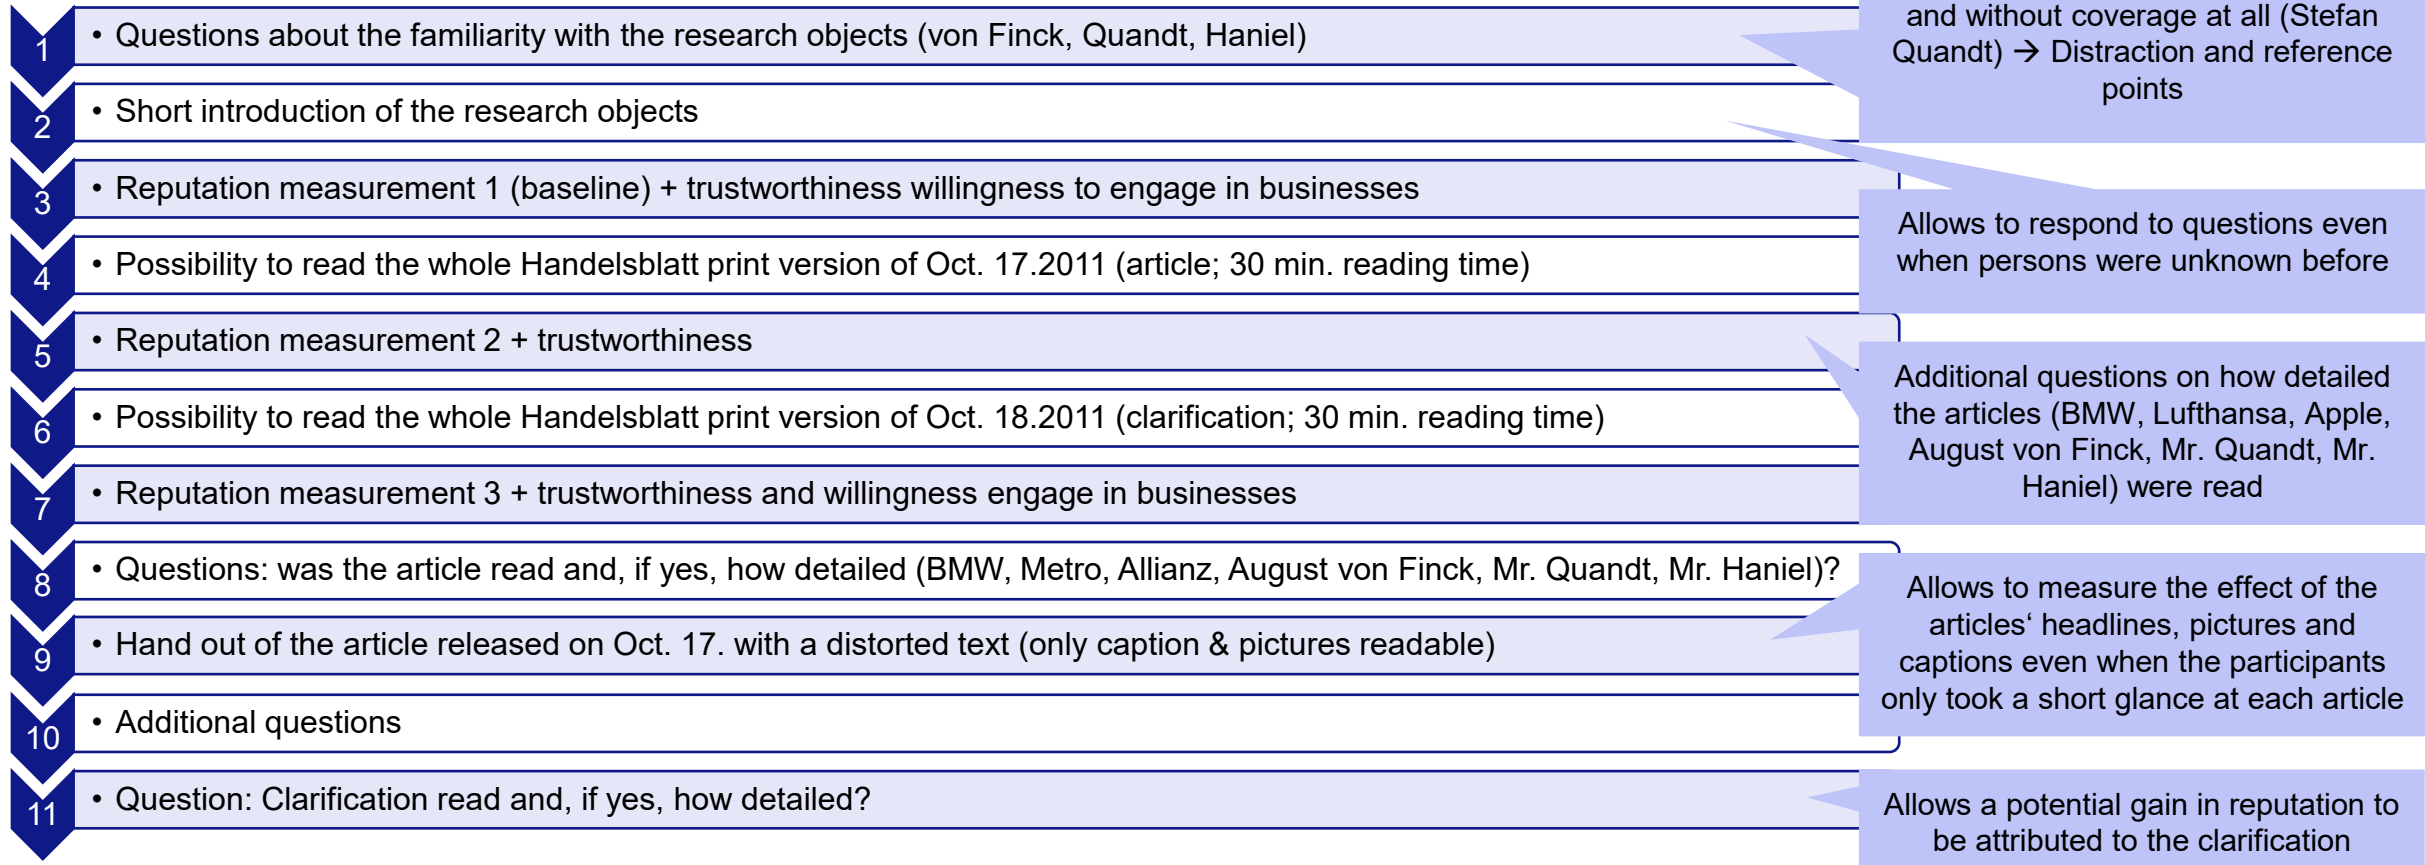 1
• Questions about the familiarity with the research objects (von Finck, Quandt, Haniel)
2
• Short introduction of the research objects
3
• Reputation measurement 1 (baseline) + trustworthiness willingness to engage in businesses
4
• Possibility to read the whole Handelsblatt print version of Oct. 17.2011 (article; 30 min. reading time)
5
• Reputation measurement 2 + trustworthiness
6
• Possibility to read the whole Handelsblatt print version of Oct. 18.2011 (clarification; 30 min. reading time)
7
• Reputation measurement 3 + trustworthiness and willingness engage in businesses
8
• Questions: was the article read and, if yes, how detailed (BMW, Metro, Allianz, August von Finck, Mr. Quandt, Mr. Haniel)?
9
• Hand out of the article released on Oct. 17. with a distorted text (only caption & pictures readable)
10
• Additional questions
11
• Question: Clarification read and, if yes, how detailed?
and without coverage at all (Stefan
Quandt) → Distraction and reference
points
Allows to respond to questions even
when persons were unknown before
Additional questions on how detailed
the articles (BMW, Lufthansa, Apple,
August von Finck, Mr. Quandt, Mr.
Haniel) were read
Allows to measure the effect of the
articles‘ headlines, pictures and
captions even when the participants
only took a short glance at each article
Allows a potential gain in reputation to
be attributed to the clarification